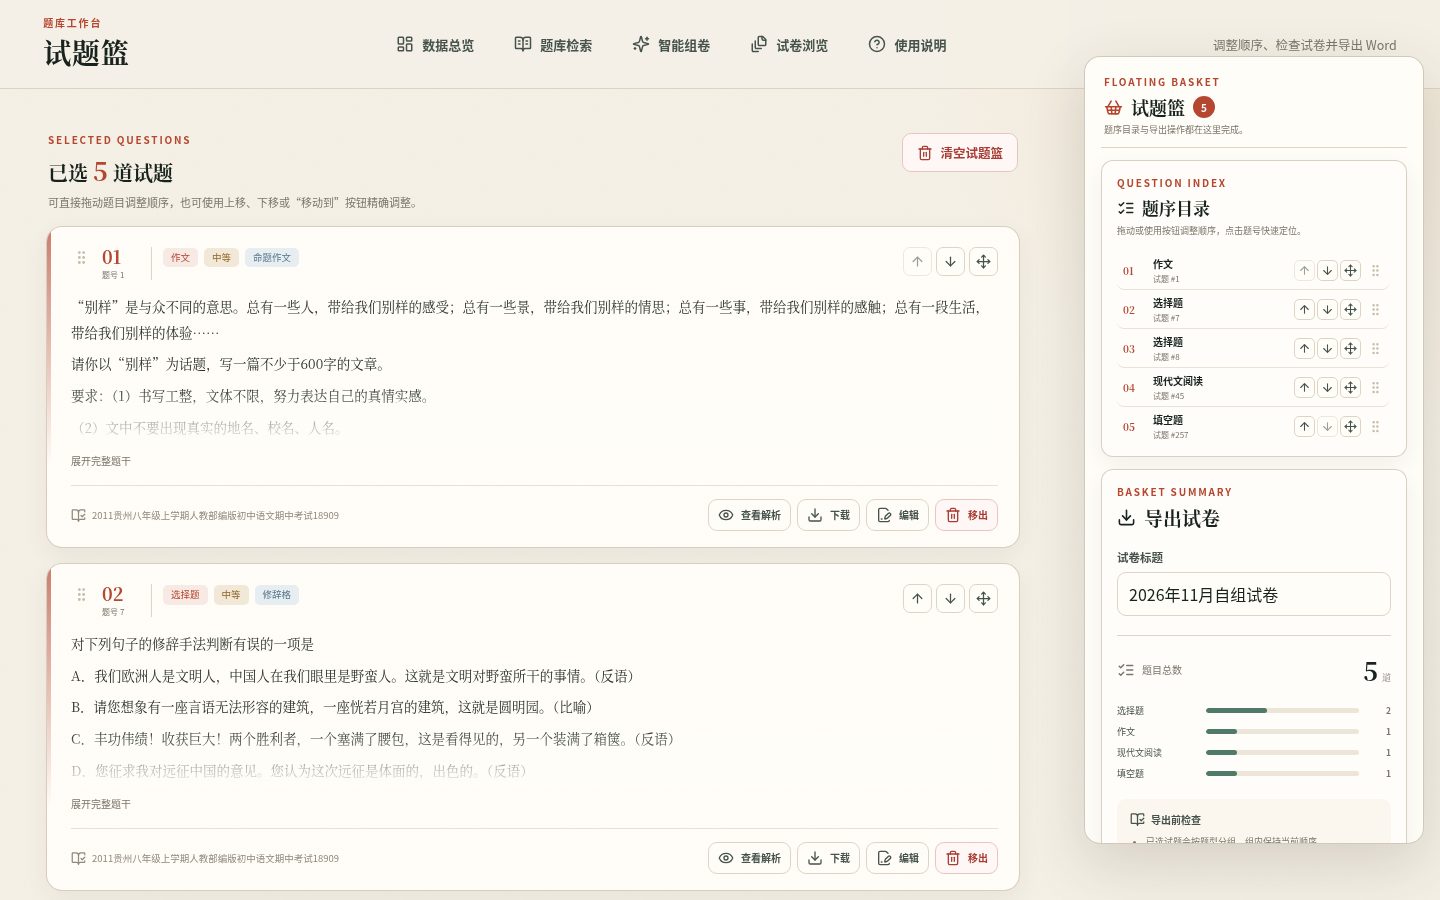 题库工作台
试题篮
数据总览
题库检索
智能组卷
试卷浏览
使用说明
调整顺序、检查试卷并导出 Word
SELECTED QUESTIONS
已选 5 道试题
可直接拖动题目调整顺序，也可使用上移、下移或“移动到”按钮精确调整。
清空试题篮
01
题号 1
作文
中等
命题作文
“别样”是与众不同的意思。总有一些人，带给我们别样的感受；总有一些景，带给我们别样的情思；总有一些事，带给我们别样的感触；总有一段生活，
带给我们别样的体验……
请你以“别样”为话题，写一篇不少于600字的文章。
要求：（1）书写工整，文体不限，努力表达自己的真情实感。
（2）文中不要出现真实的地名、校名、人名。
展开完整题干
2011贵州八年级上学期人教部编版初中语文期中考试18909
查看解析
下载
编辑
移出
02
题号 7
选择题
中等
修辞格
对下列句子的修辞手法判断有误的一项是
A．我们欧洲人是文明人，中国人在我们眼里是野蛮人。这就是文明对野蛮所干的事情。（反语）
B．请您想象有一座言语无法形容的建筑，一座恍若月宫的建筑，这就是圆明园。（比喻）
C．丰功伟绩！收获巨大！两个胜利者，一个塞满了腰包，这是看得见的，另一个装满了箱箧。（反语）
D．您征求我对远征中国的意见。您认为这次远征是体面的，出色的。（反语）
展开完整题干
2011贵州八年级上学期人教部编版初中语文期中考试18909
查看解析
下载
编辑
移出
FLOATING BASKET
试题篮 5
题序目录与导出操作都在这里完成。
QUESTION INDEX
题序目录
拖动或使用按钮调整顺序，点击题号快速定位。
01
作文
试题 #1
02
选择题
试题 #7
03
选择题
试题 #8
04
现代文阅读
试题 #45
05
填空题
试题 #257
BASKET SUMMARY
导出试卷
试卷标题
2026年11月自组试卷
题目总数
5 道
选择题 2
作文 1
现代文阅读 1
填空题 1
导出前检查
已选试题会按题型分组，组内保持当前顺序